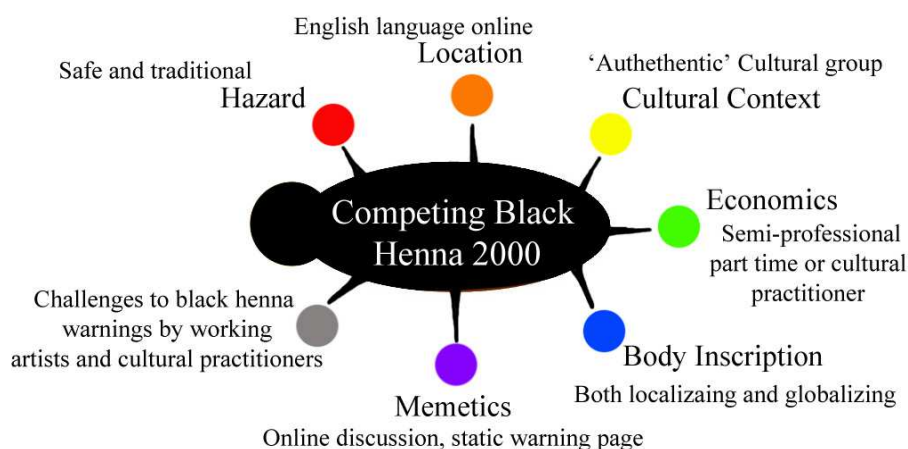 English language online
Location
Safe and traditional
Hazard
‘Authethentic’ Cultural group
Cultural Context
Competing Black
Henna 2000
Economics
Semi-professional
part time or cultural
practitioner
Challenges to black henna
warnings by working
artists and cultural practitioners
Body Inscription
Both localizaing and globalizing
Memetics
Online discussion, static warning page